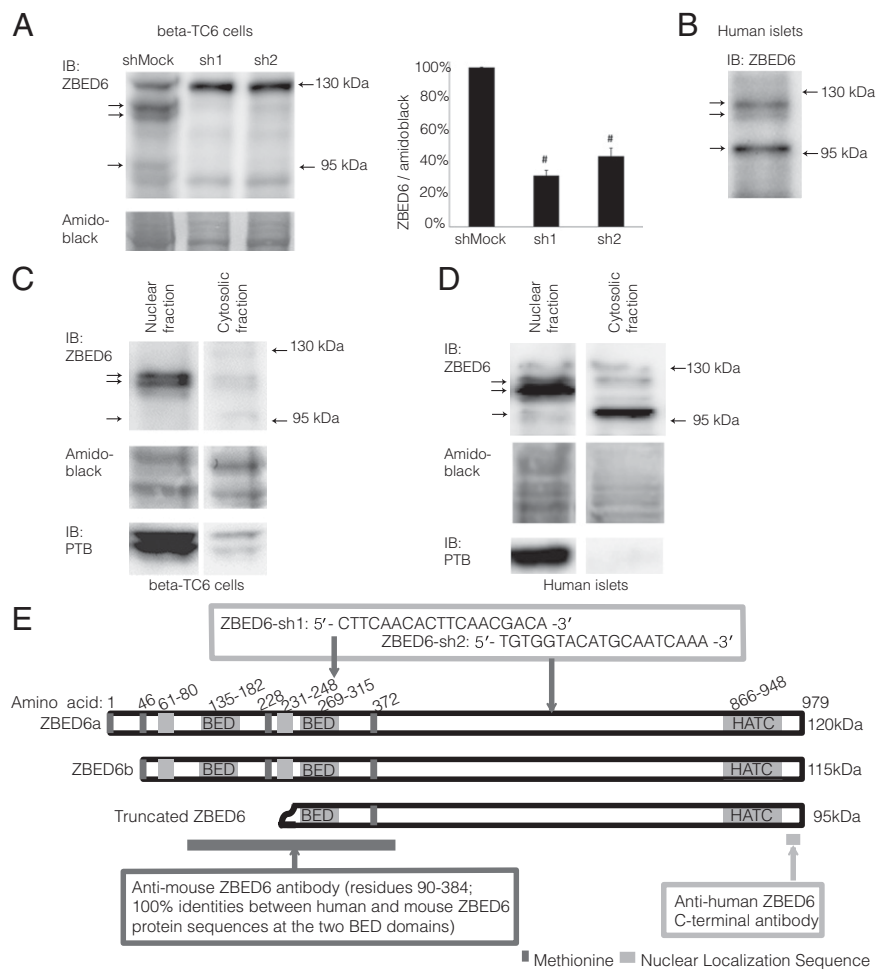 A
beta-TC6 cells
IB:
ZBED6
shMock sh1 sh2
130 kDa
95 kDa
Amido-
black
ZBED6 / amidoblack
100%
80%
60%
40%
20%
0%
#
#
shMock sh1 sh2
B
Human islets
IB: ZBED6
130 kDa
95 kDa
C
Nuclear
fraction
Cytosolic
fraction
IB:
ZBED6
130 kDa
95 kDa
Amido-
black
IB:
PTB
beta-TC6 cells
D
Nuclear
fraction
Cytosolic
fraction
IB:
ZBED6
130 kDa
95 kDa
Amido-
black
IB:
PTB
Human islets
E
ZBED6-sh1: 5′- CTTCAACACTTCAACGACA -3′
ZBED6-sh2: 5′- TGTGGTACATGCAATCAAA -3′
Amino acid: 1 46 61-80 135-182 228 231-248 269-315 372 866-948 979
ZBED6a BED BED HATC 120kDa
ZBED6b BED BED HATC 115kDa
Truncated ZBED6 BED HATC 95kDa
Anti-mouse ZBED6 antibody (residues 90-384;
100% identities between human and mouse ZBED6
protein sequences at the two BED domains)
Anti-human ZBED6
C-terminal antibody
Methionine Nuclear Localization Sequence